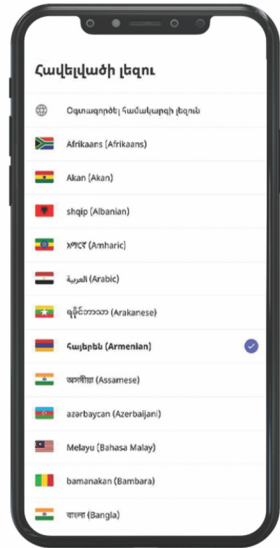 Հավելվածի լեզու
Օգտագործել համակարգի լեզուն
Afrikaans (Afrikaans)
Akan (Akan)
shqip (Albanian)
አማርኛ (Amharic)
العربية (Arabic)
ရခိုင်ဘာသာ (Arakanese)
հայերեն (Armenian)
অসমীয়া (Assamese)
azərbaycan (Azerbaijani)
Melayu (Bahasa Malay)
bamanakan (Bambara)
বাংলা (Bangla)